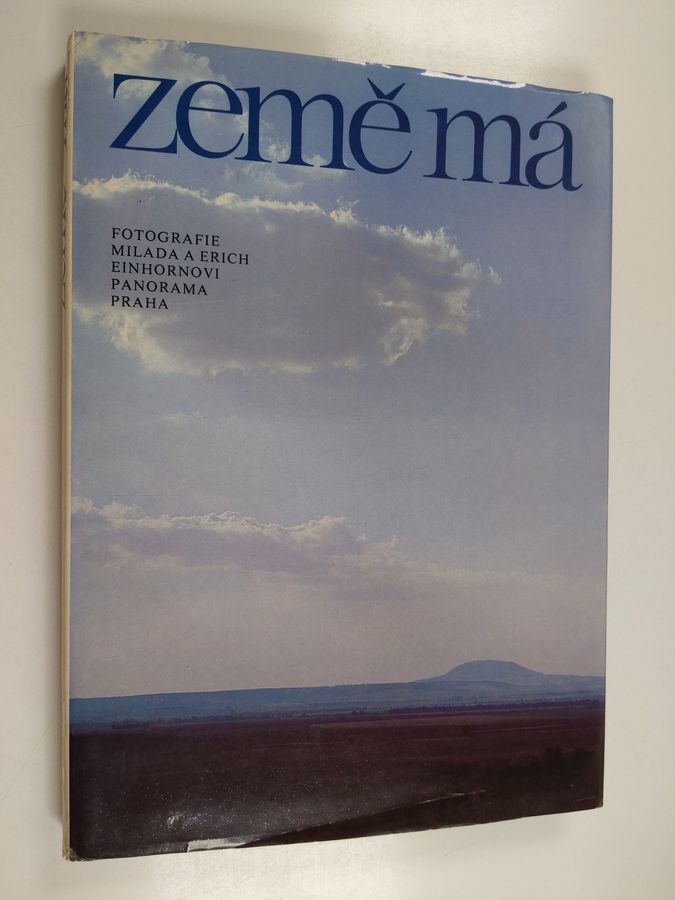 země má
FOTOGRAFIE
MILADA A ERICH
EINHORNOVI
PANORAMA
PRAHA